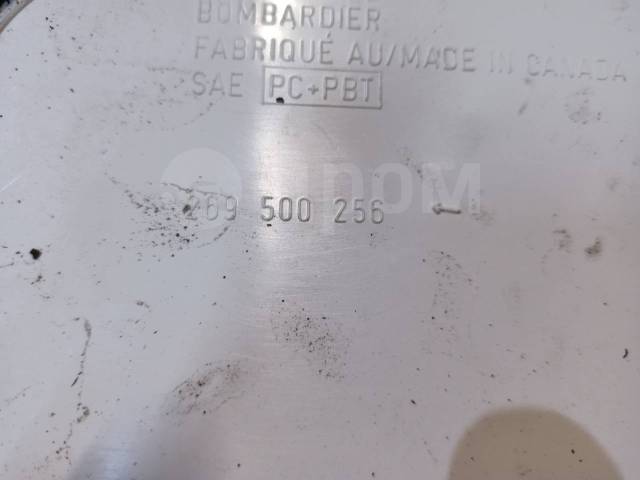 BOMBARDIER
FABRIQUÉ AU/MADE IN CANADA
SAE PC+PBT
269 500 256 ←